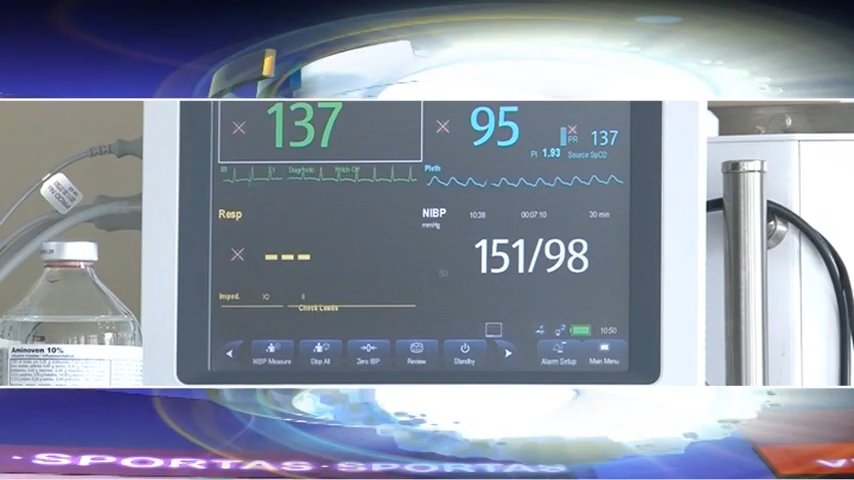 137
95
PR 137
PI 1.93 Source SpO2
Pleth
Resp
NIBP 10:38 00:07:10 30 min
mmHg
---
151/98
Imped. X2
Check Leads
10:50
NIBP Measure Stop All Zero IBP Review Standby Alarm Setup Main Menu
Aminoven 10%
SPORTAS · SPORTAS